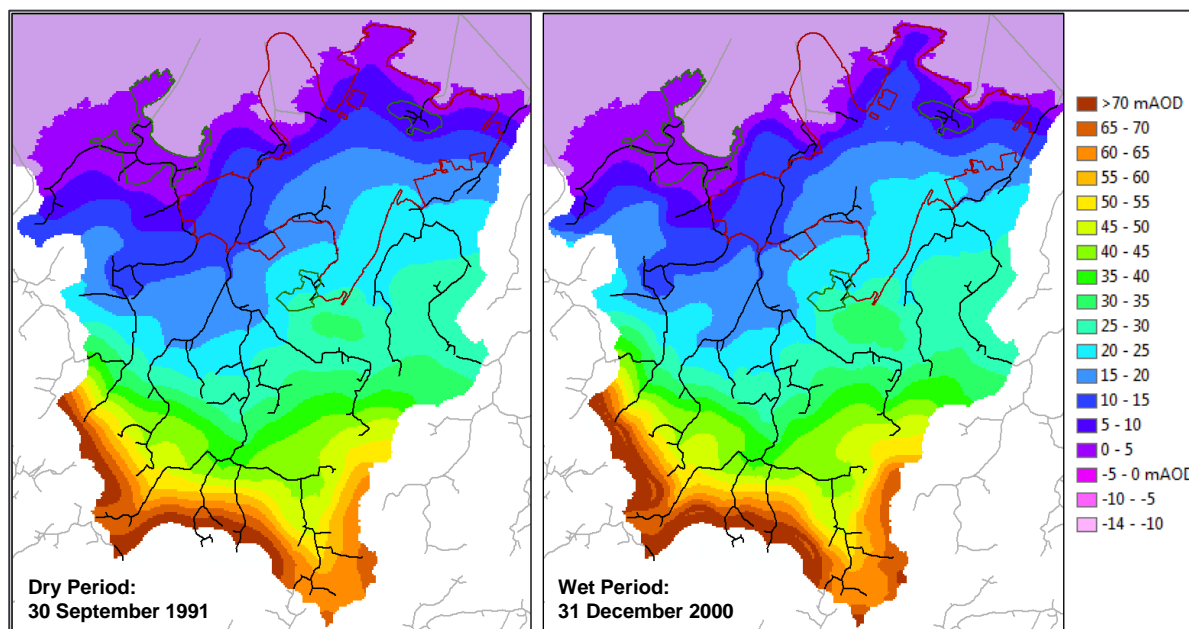 Dry Period:
30 September 1991
Wet Period:
31 December 2000
>70 mAOD
65 - 70
60 - 65
55 - 60
50 - 55
45 - 50
40 - 45
35 - 40
30 - 35
25 - 30
20 - 25
15 - 20
10 - 15
5 - 10
0 - 5
-5 - 0 mAOD
-10 - -5
-14 - -10